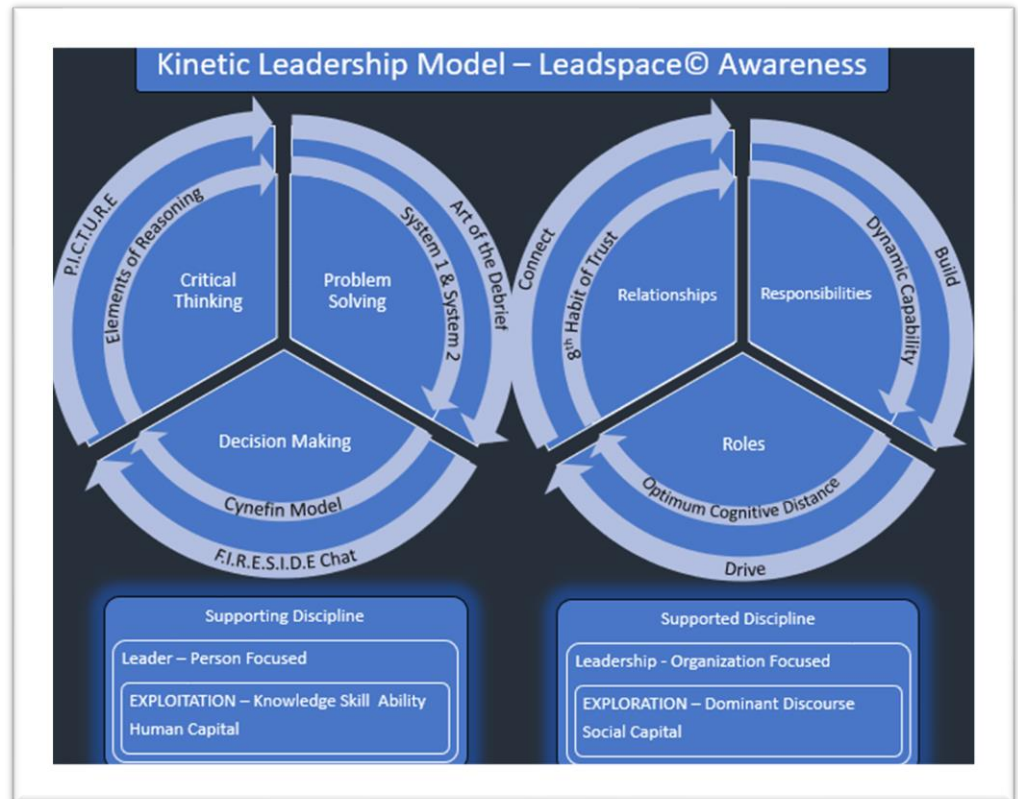 Kinetic Leadership Model – Leadspace© Awareness
P.I.C.T.U.R.E
Elements of Reasoning
Critical
Thinking
Problem
Solving
System 1 & System 2
Art of the Debrief
Decision Making
Cynefin Model
F.I.R.E.S.I.D.E Chat
Connect
8th Habit of Trust
Relationships
Responsibilities
Dynamic Capability
Build
Roles
Optimum Cognitive Distance
Drive
Supporting Discipline
Leader – Person Focused
EXPLOITATION – Knowledge Skill Ability
Human Capital
Supported Discipline
Leadership - Organization Focused
EXPLORATION – Dominant Discourse
Social Capital